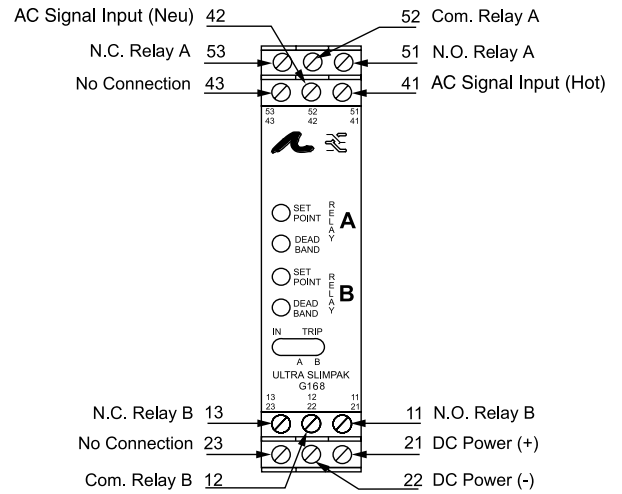 AC Signal Input (Neu) 42
52 Com. Relay A
N.C. Relay A 53
51 N.O. Relay A
No Connection 43
41 AC Signal Input (Hot)
53 52 51
43 42 41
SET POINT
DEAD BAND
RELAY
A
SET POINT
DEAD BAND
RELAY
B
IN TRIP
A B
ULTRA SLIMPAK
G168
13 12 11
23 22 21
N.C. Relay B 13
11 N.O. Relay B
No Connection 23
21 DC Power (+)
Com. Relay B 12
22 DC Power (-)